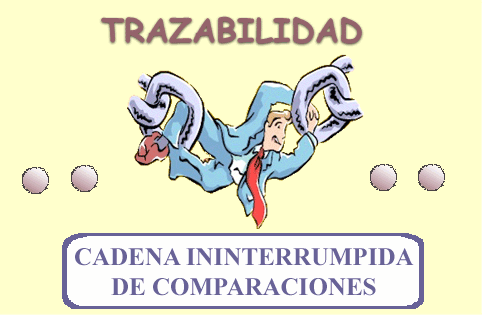 TRAZABILIDAD
CADENA ININTERRUMPIDA
DE COMPARACIONES